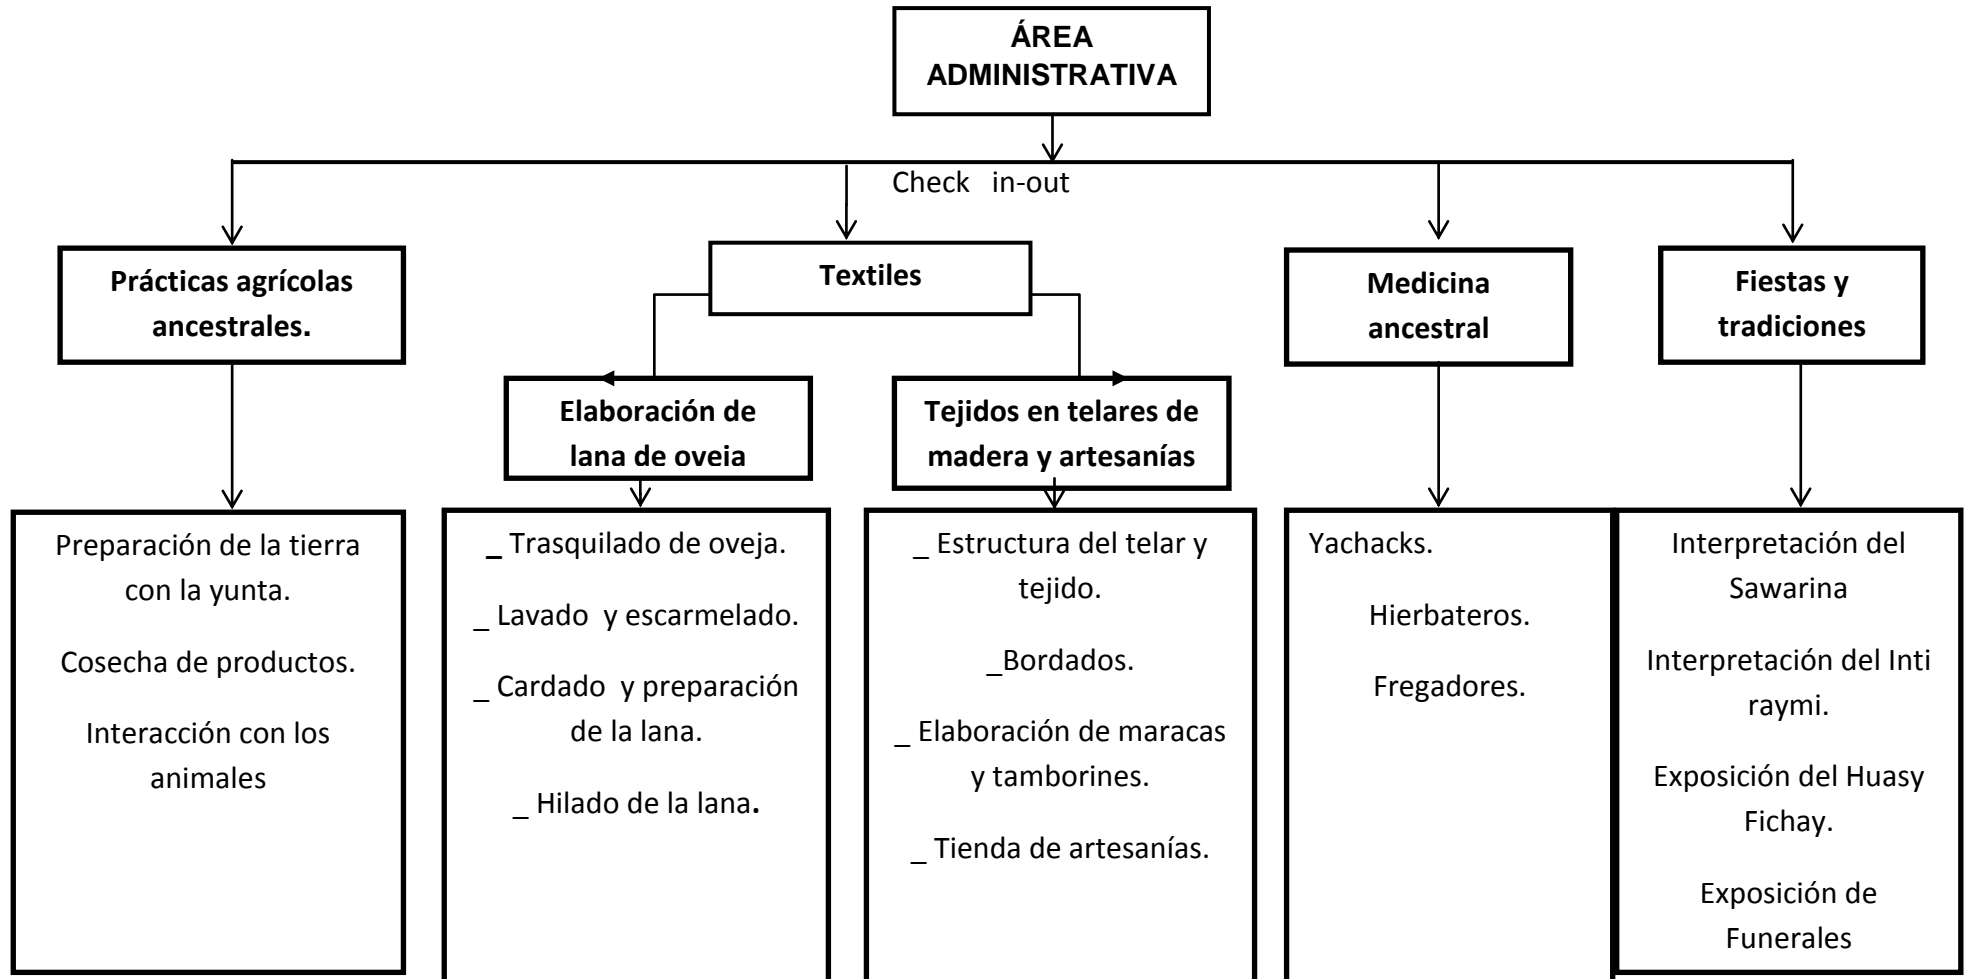 ÁREA
ADMINISTRATIVA
Check in-out
Prácticas agrícolas
ancestrales.
Textiles
Medicina
ancestral
Fiestas y
tradiciones
Elaboración de
lana de oveja
Tejidos en telares de
madera y artesanías
Preparación de la tierra
con la yunta.
Cosecha de productos.
Interacción con los
animales
_ Trasquilado de oveja.
_ Lavado y escarmelado.
_ Cardado y preparación
de la lana.
_ Hilado de la lana.
_ Estructura del telar y
tejido.
_Bordados.
_ Elaboración de maracas
y tamborines.
_ Tienda de artesanías.
Yachacks.
Hierbateros.
Fregadores.
Interpretación del
Sawarina
Interpretación del Inti
raymi.
Exposición del Huasy
Fichay.
Exposición de
Funerales